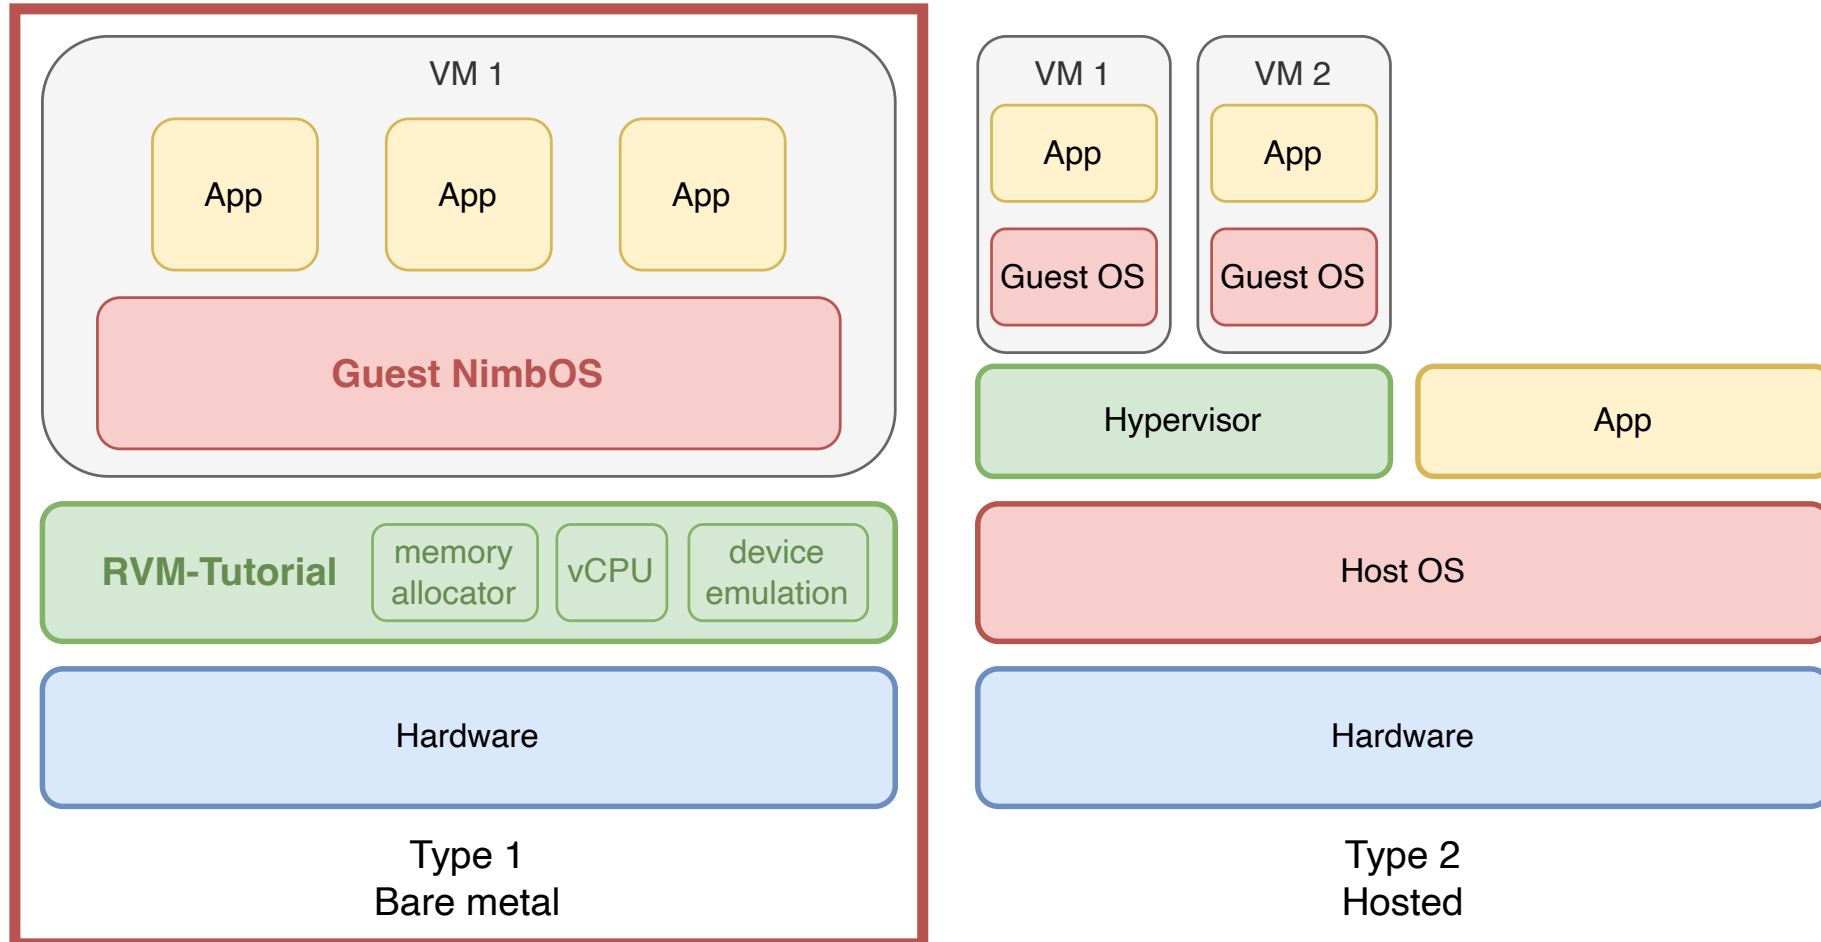 VM 1
App
App
App
Guest NimbOS
RVM-Tutorial
memory
allocator
vCPU
device
emulation
Hardware
Type 1
Bare metal
VM 1
App
Guest OS
VM 2
App
Guest OS
Hypervisor
App
Host OS
Hardware
Type 2
Hosted